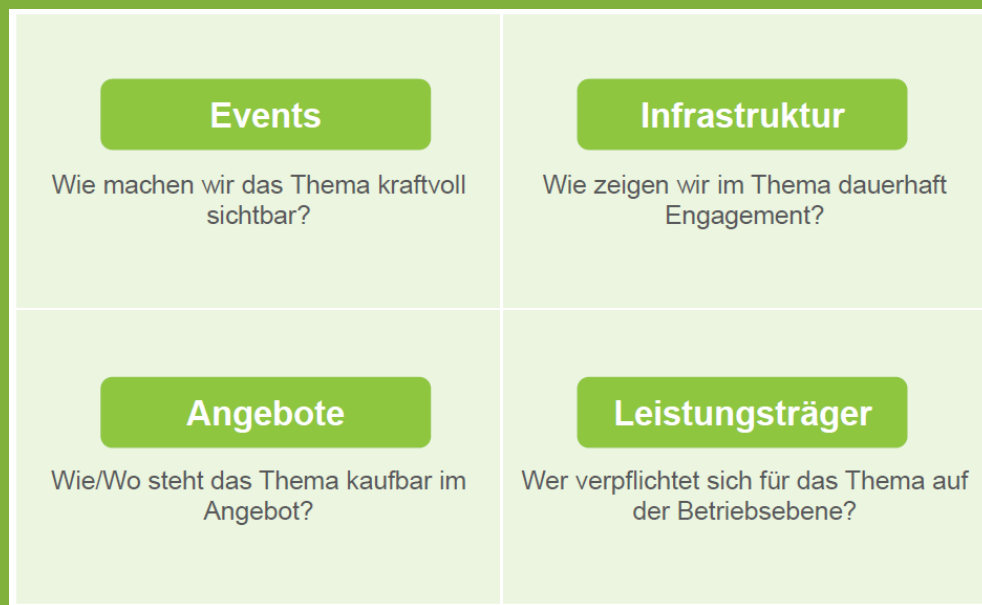 Events
Wie machen wir das Thema kraftvoll
sichtbar?
Infrastruktur
Wie zeigen wir im Thema dauerhaft
Engagement?
Angebote
Wie/Wo steht das Thema kaufbar im
Angebot?
Leistungsträger
Wer verpflichtet sich für das Thema auf
der Betriebsebene?